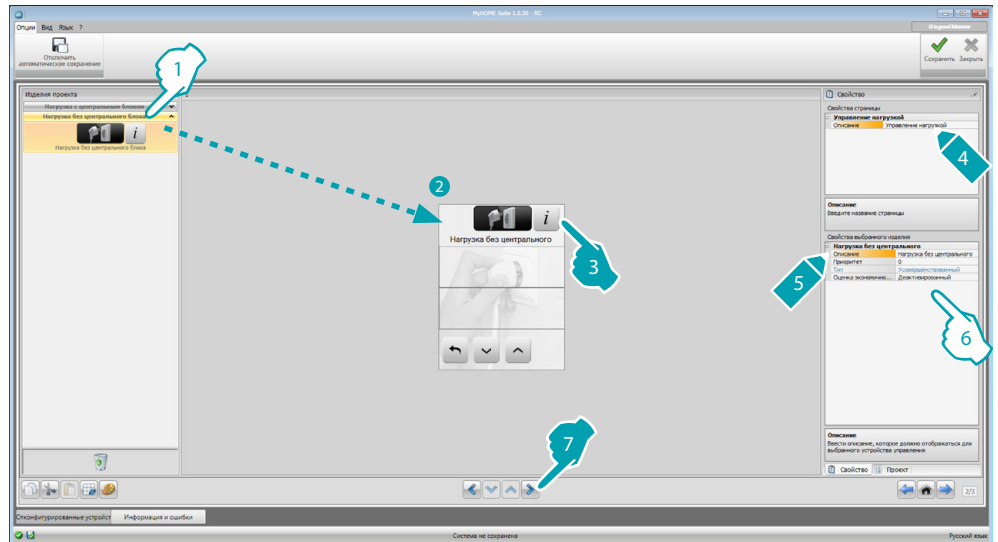 MyHOME Suite 1.0.30 - RC
Опции Вид Язык ?
Отключить
автоматическое сохранение
Сохранить Закрыть
1
Изделия проекта
Нагрузка с центральным блоком
Нагрузка без центрального блока
i
Нагрузка без центрального блока
2
i
Нагрузка без центрального
3
Свойство
Свойства страницы
Управление нагрузкой
Описание Управление нагрузкой
4
Описание
Введите название страницы
Свойства выбранного изделия
Нагрузка без центрального
Описание Нагрузка без центрального
Приоритет 0
Тип Усовершенствованный
Оценка экономично... Деактивированный
5
6
Описание
Ввести описание, которое должно отображаться для
выбранного устройства управления
Свойство Проект
7
2/3
Отконфигурированные устройст Информация и ошибки
Система не сохранена
Русский язык